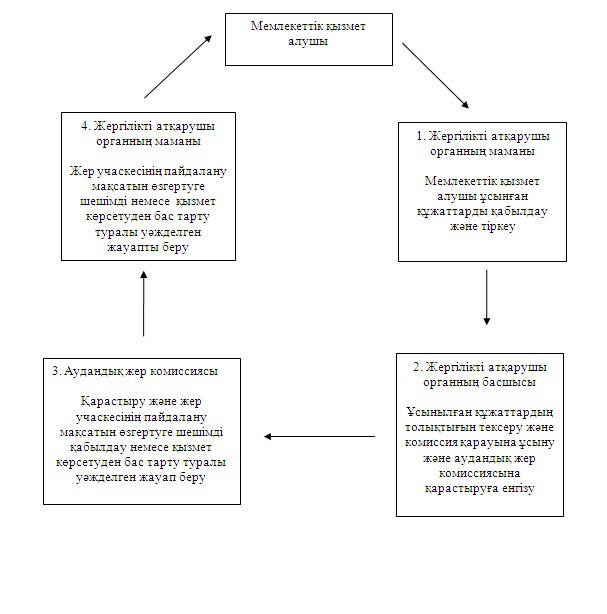 Мемлекеттік қызмет
алушы
1. Жергілікті атқарушы
органның маманы
Мемлекеттік қызмет
алушы ұсынған
құжаттарды қабылдау
және тіркеу
2. Жергілікті атқарушы
органның басшысы
Ұсынылған құжаттардың
толықтығын тексеру және
комиссия қарауына ұсыну
және аудандық жер
комиссиясына
қарастыруға енгізу
3. Аудандық жер комиссиясы
Қарастыру және жер
учаскесінің пайдалану
мақсатын өзгертуге шешімді
қабылдау немесе қызмет
көрсетуден бас тарту туралы
уәжделген жауап беру
4. Жергілікті атқарушы
органның маманы
Жер учаскесінің пайдалану
мақсатын өзгертуге
шешімді немесе қызмет
көрсетуден бас тарту
туралы уәжделген
жауапты беру